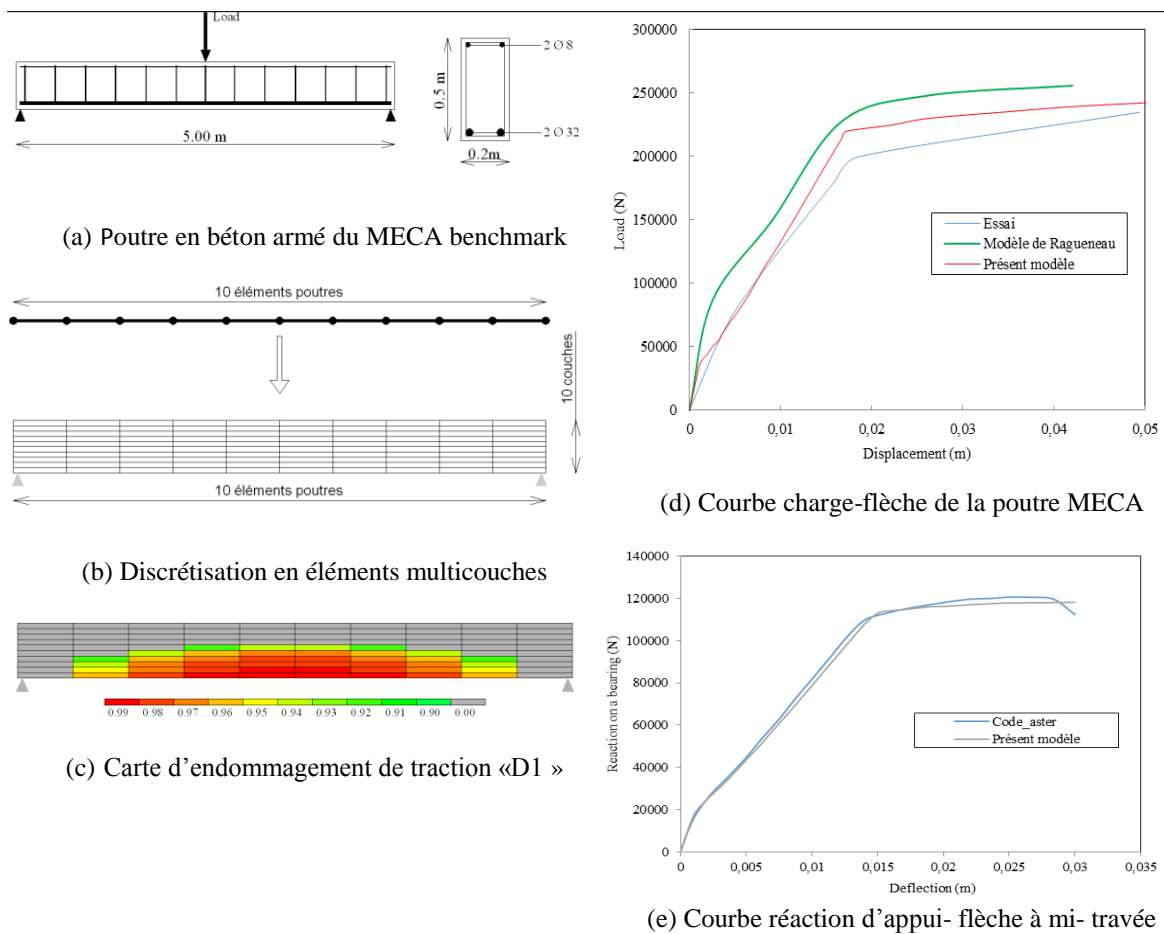 Load
5.00 m
0.5 m
0.2m
2 Ø 8
2 Ø 32
(a) Poutre en béton armé du MECA benchmark
10 éléments poutres
10 couches
10 éléments poutres
(b) Discrétisation en éléments multicouches
0.99 0.98 0.97 0.96 0.95 0.94 0.93 0.92 0.91 0.90 0.00
(c) Carte d'endommagement de traction «D1 »
300000
250000
200000
150000
100000
50000
0
Load (N)
Essai
Modèle de Ragueneau
Présent modèle
0 0,01 0,02 0,03 0,04 0,05
Displacement (m)
(d) Courbe charge-flèche de la poutre MECA
140000
120000
100000
80000
60000
40000
20000
0
Reaction on a bearing (N)
Code_aster
Présent modèle
0 0,005 0,01 0,015 0,02 0,025 0,03 0,035
Deflection (m)
(e) Courbe réaction d'appui- flèche à mi- travée